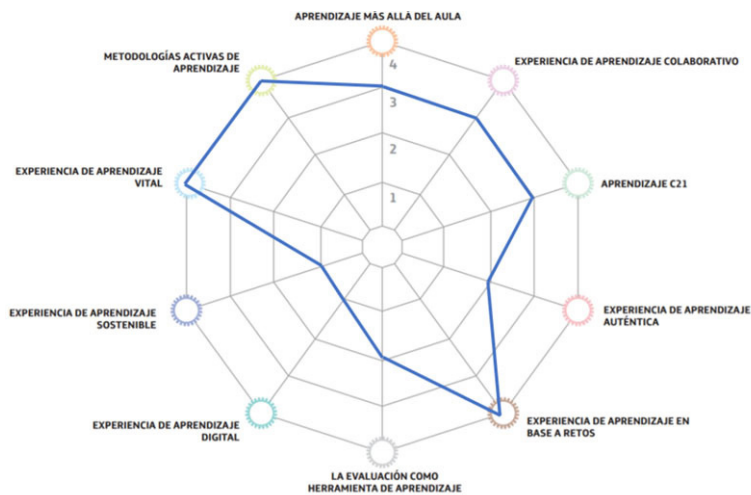 APRENDIZAJE MÁS ALLÁ DEL AULA
METODOLOGÍAS ACTIVAS DE
APRENDIZAJE
EXPERIENCIA DE APRENDIZAJE COLABORATIVO
4
3
2
1
EXPERIENCIA DE APRENDIZAJE
VITAL
APRENDIZAJE C21
EXPERIENCIA DE APRENDIZAJE
SOSTENIBLE
EXPERIENCIA DE APRENDIZAJE
AUTÉNTICA
EXPERIENCIA DE APRENDIZAJE
DIGITAL
EXPERIENCIA DE APRENDIZAJE EN
BASE A RETOS
LA EVALUACIÓN COMO
HERRAMIENTA DE APRENDIZAJE